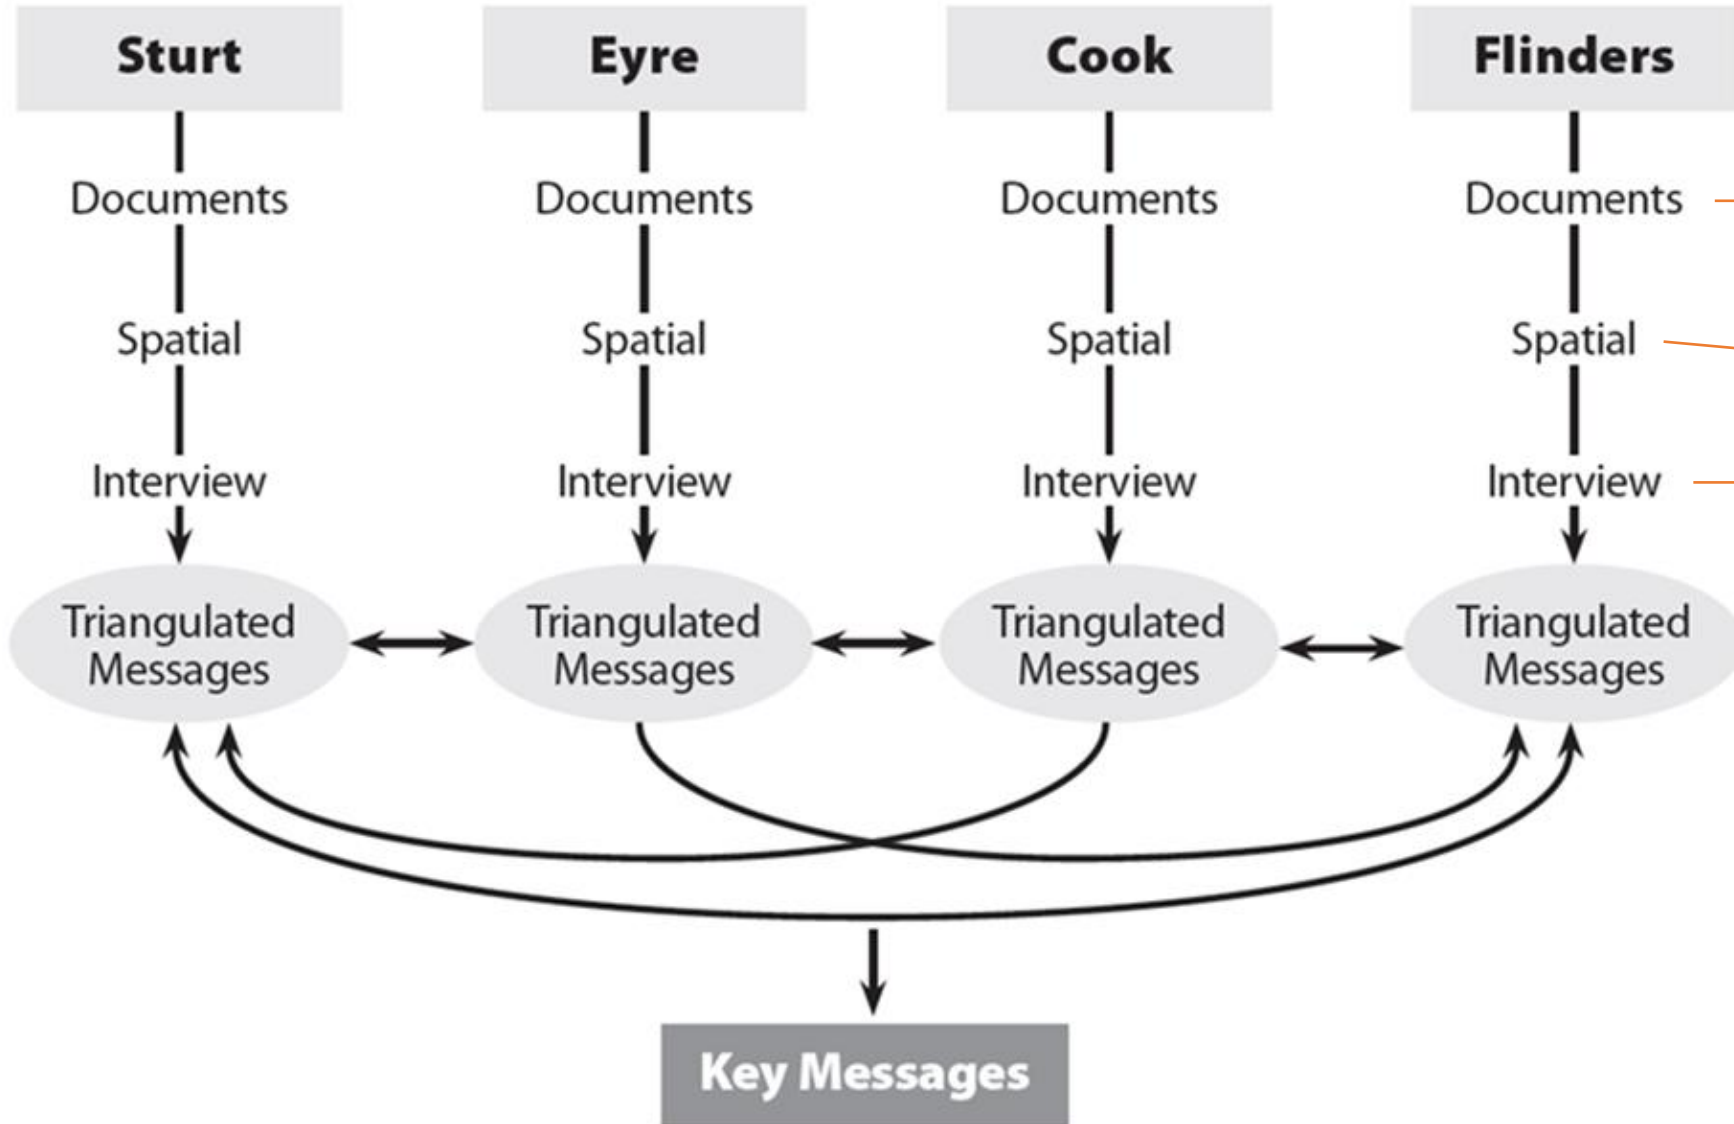 Sturt
Eyre
Cook
Flinders
Documents
Documents
Documents
Documents
Spatial
Spatial
Spatial
Spatial
Interview
Interview
Interview
Interview
Triangulated
Messages
Triangulated
Messages
Triangulated
Messages
Triangulated
Messages
Key Messages